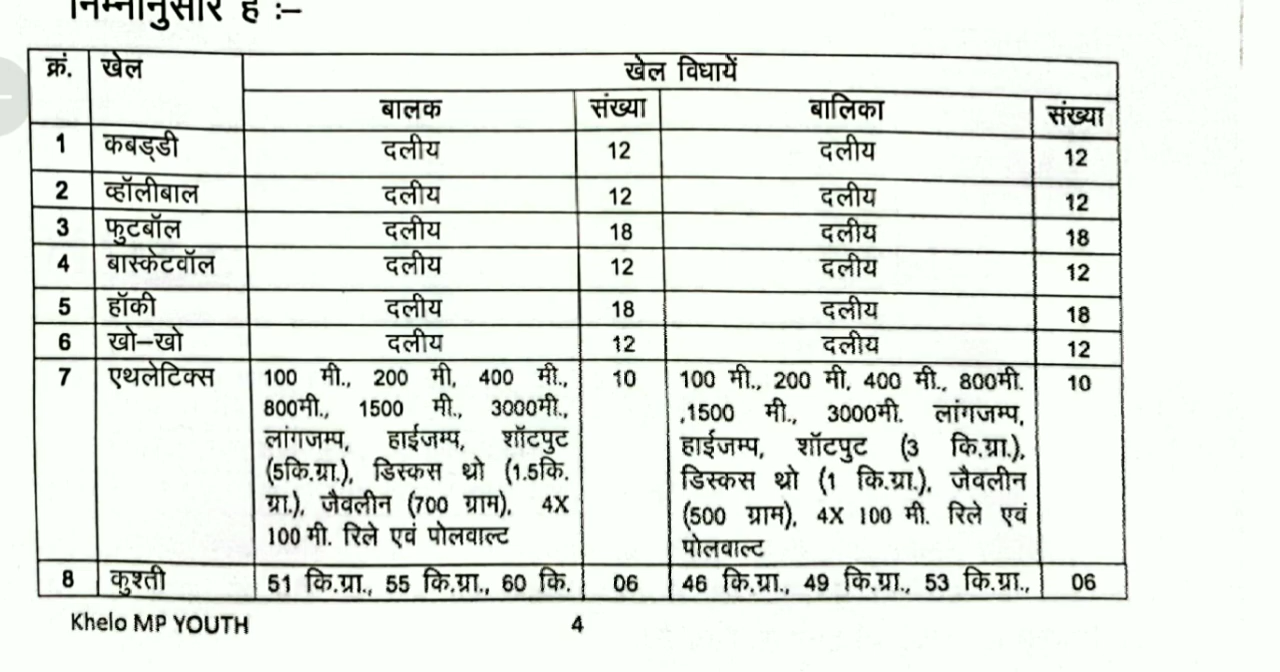 निम्नानुसार है :–
क्रं. खेल खेल विधायें
बालक संख्या बालिका संख्या
1 कबड्डी दलीय 12 दलीय 12
2 व्हॉलीबाल दलीय 12 दलीय 12
3 फुटबॉल दलीय 18 दलीय 18
4 बास्केटवॉल दलीय 12 दलीय 12
5 हॉकी दलीय 18 दलीय 18
6 खो–खो दलीय 12 दलीय 12
7 एथलेटिक्स 100 मी., 200 मी, 400 मी., 10 100 मी., 200 मी, 400 मी., 800मी. 10
800मी., 1500 मी., 3000मी., ,1500 मी., 3000मी. लांगजम्प,
लांगजम्प, हाईजम्प, शॉटपुट हाईजम्प, शॉटपुट (3 कि.ग्रा.),
(5कि.ग्रा.), डिस्कस थ्रो (1.5कि. डिस्कस थ्रो (1 कि.ग्रा.), जैवलीन
ग्रा.), जैवलीन (700 ग्राम), 4X (500 ग्राम), 4X 100 मी. रिले एवं
100 मी. रिले एवं पोलवाल्ट पोलवाल्ट
8 कुश्ती 51 कि.ग्रा., 55 कि.ग्रा., 60 कि. 06 46 कि.ग्रा., 49 कि.ग्रा., 53 कि.ग्रा., 06
Khelo MP YOUTH 4